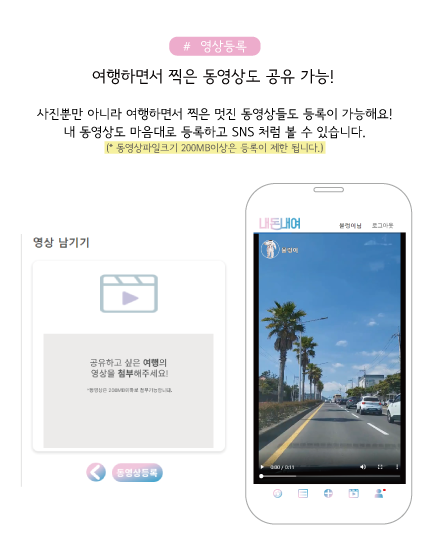 # 영상등록
여행하면서 찍은 동영상도 공유 가능!
사진뿐만 아니라 여행하면서 찍은 멋진 동영상들도 등록이 가능해요!
내 동영상도 마음대로 등록하고 SNS 처럼 볼 수 있습니다.
(* 동영상파일크기 200MB이상은 등록이 제한 됩니다.)
영상 남기기
공유하고 싶은 여행의
영상을 첨부해주세요!
*동영상은 200MB이하로 첨부가능합니다.
동영상등록
내돈내여
로그아웃
0:00 / 0:11